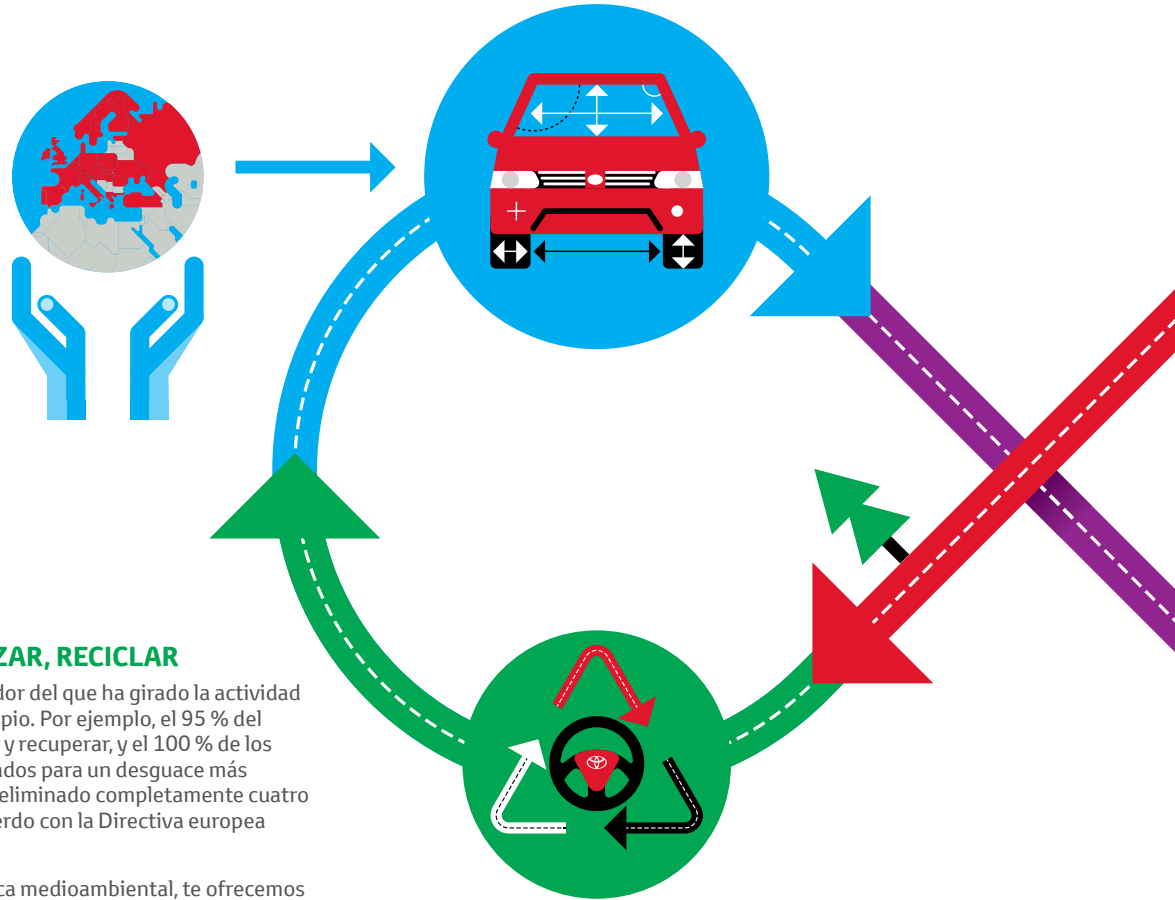 ZAR, RECICLAR
dor del que ha girado la actividad
pio. Por ejemplo, el 95 % del
y recuperar, y el 100 % de los
ados para un desguace más
eliminado completamente cuatro
erdo con la Directiva europea
ca medioambiental, te ofrecemos